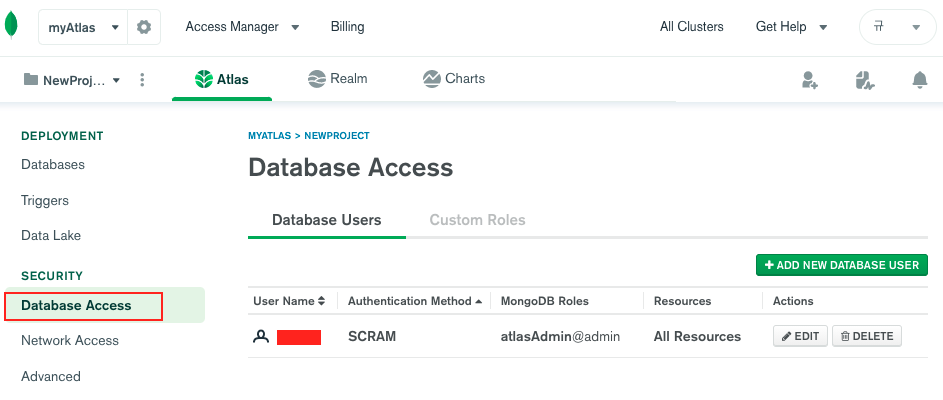 myAtlas Access Manager Billing All Clusters Get Help ㅠ
NewProj... Atlas Realm Charts
DEPLOYMENT
Databases
Triggers
Data Lake
SECURITY
Database Access
Network Access
Advanced
MYATLAS > NEWPROJECT
Database Access
Database Users Custom Roles
+ ADD NEW DATABASE USER
User Name Authentication Method MongoDB Roles Resources Actions
SCRAM atlasAdmin@admin All Resources EDIT DELETE